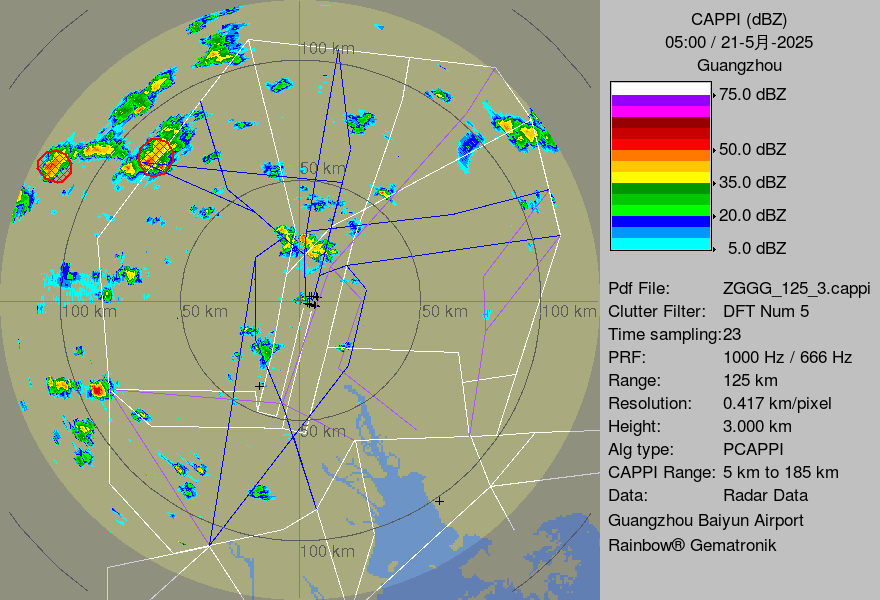 CAPPI (dBZ)
05:00 / 21-5月-2025
Guangzhou
75.0 dBZ
50.0 dBZ
35.0 dBZ
20.0 dBZ
5.0 dBZ
Pdf File: ZGGG_125_3.cappi
Clutter Filter: DFT Num 5
Time sampling:23
PRF: 1000 Hz / 666 Hz
Range: 125 km
Resolution: 0.417 km/pixel
Height: 3.000 km
Alg type: PCAPPI
CAPPI Range: 5 km to 185 km
Data: Radar Data
Guangzhou Baiyun Airport
Rainbow® Gematronik
100 km
50 km
100 km 50 km 50 km 100 km
50 km
100 km